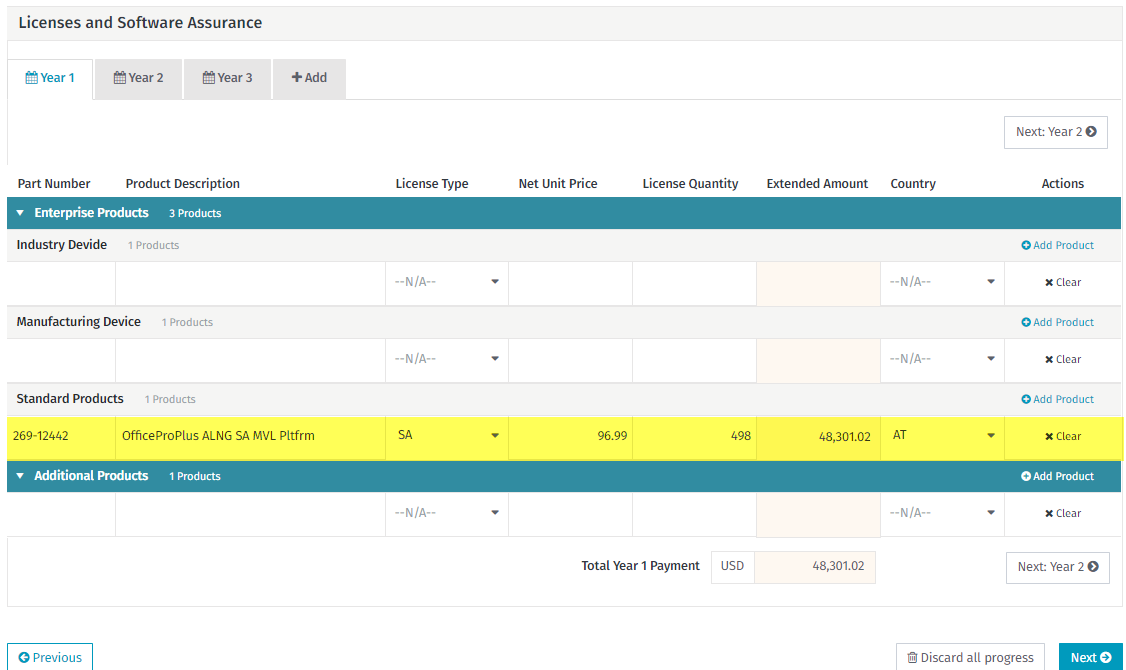 Licenses and Software Assurance
Year 1 Year 2 Year 3 Add
Next: Year 2
Part Number Product Description License Type Net Unit Price License Quantity Extended Amount Country Actions
Enterprise Products 3 Products
Industry Devide 1 Products Add Product
--N/A-- --N/A-- Clear
Manufacturing Device 1 Products Add Product
--N/A-- --N/A-- Clear
Standard Products 1 Products Add Product
269-12442 OfficeProPlus ALNG SA MVL Pltfrm SA 96.99 498 48,301.02 AT Clear
Additional Products 1 Products Add Product
--N/A-- --N/A-- Clear
Total Year 1 Payment USD 48,301.02 Next: Year 2
Previous Discard all progress Next